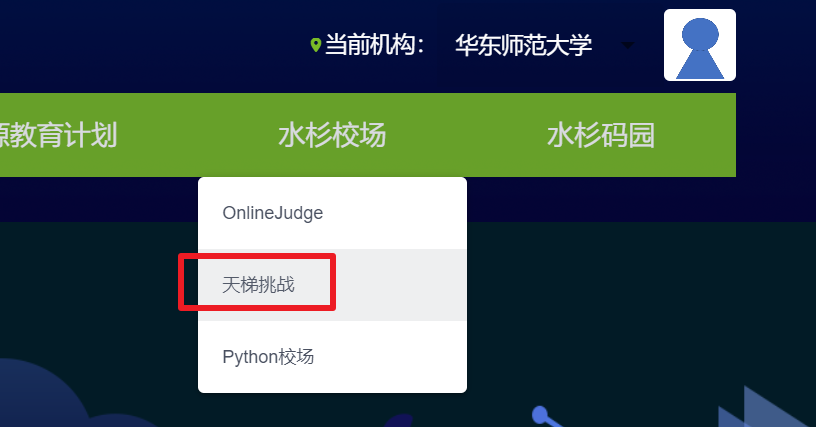 当前机构： 华东师范大学
源教育计划 水杉校场 水杉码园
OnlineJudge
天梯挑战
Python校场